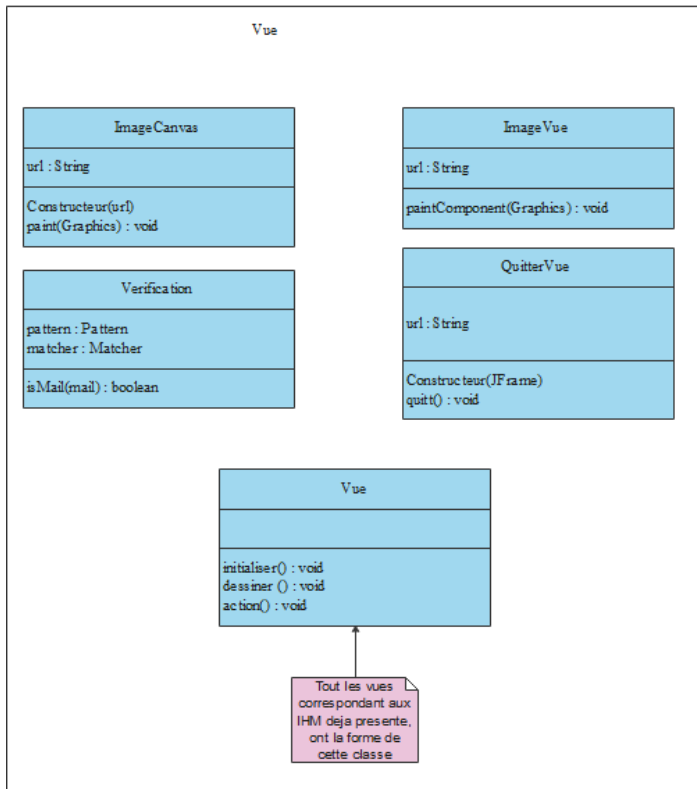 Vue
ImageCanvas
url : String
Constructeur(url)
paint(Graphics) : void
ImageVue
url : String
paintComponent(Graphics) : void
Verification
pattern : Pattern
matcher : Matcher
isMail(mail) : boolean
QuitterVue
url : String
Constructeur(JFrame)
quitt() : void
Vue
initialiser() : void
dessiner () : void
action() : void
Tout les vues
correspondant aux
IHM deja presente,
ont la forme de
cette classe